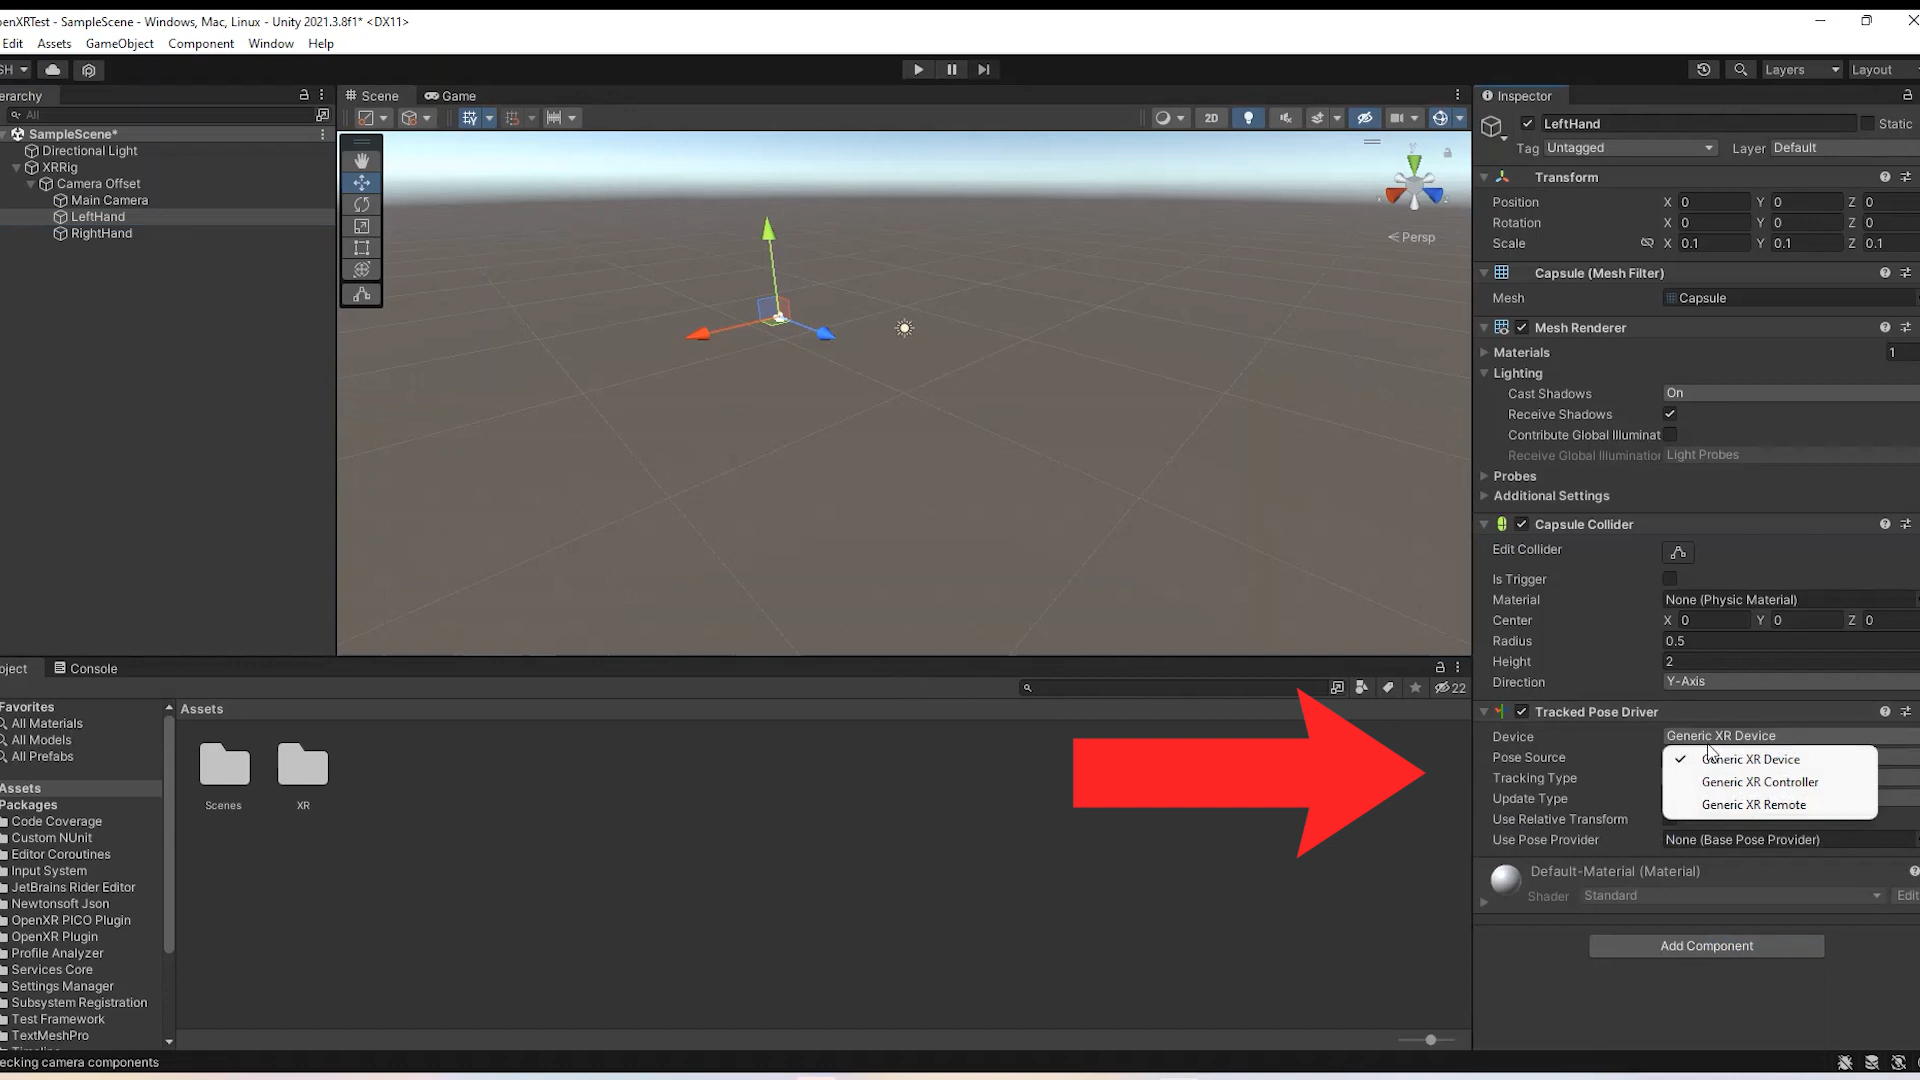 enXRTest - SampleScene - Windows, Mac, Linux - Unity 2021.3.8f1* <DX11>
Edit Assets GameObject Component Window Help
SH
Layers Layout
erarchy
All
SampleScene*
Directional Light
XRRig
Camera Offset
Main Camera
LeftHand
RightHand
Scene Game
2D
y
Persp
Inspector
LeftHand Static
Tag Untagged Layer Default
Transform
Position X 0 Y 0 Z 0
Rotation X 0 Y 0 Z 0
Scale X 0.1 Y 0.1 Z 0.1
Capsule (Mesh Filter)
Mesh Capsule
Mesh Renderer
Materials 1
Lighting
Cast Shadows On
Receive Shadows
Contribute Global Illuminat
Receive Global Illumination Light Probes
Probes
Additional Settings
Capsule Collider
Edit Collider
Is Trigger
Material None (Physic Material)
Center X 0 Y 0 Z 0
Radius 0.5
Height 2
Direction Y-Axis
Tracked Pose Driver
Device Generic XR Device
Pose Source
Tracking Type
Update Type
Use Relative Transform
Use Pose Provider None (Base Pose Provider)
Generic XR Device
Generic XR Controller
Generic XR Remote
Default-Material (Material)
Shader Standard Edit
Add Component
oject Console
22
Favorites
All Materials
All Models
All Prefabs
Assets
Packages
Code Coverage
Custom NUnit
Editor Coroutines
Input System
JetBrains Rider Editor
Newtonsoft Json
OpenXR PICO Plugin
OpenXR Plugin
Profile Analyzer
Services Core
Settings Manager
Subsystem Registration
Test Framework
TextMeshPro
Assets
Scenes XR
ecking camera components